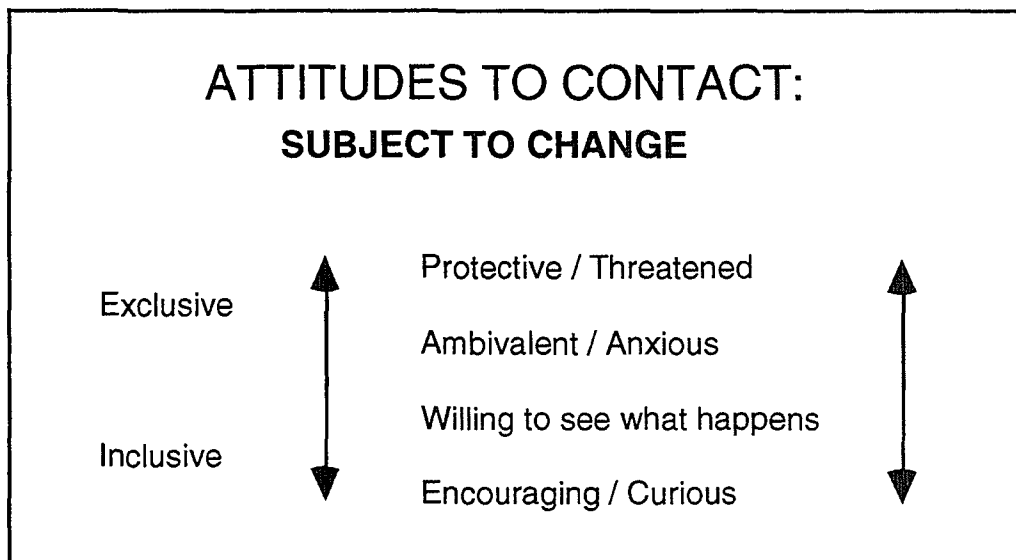 ATTITUDES TO CONTACT:
SUBJECT TO CHANGE
Protective / Threatened
Exclusive
Ambivalent / Anxious
Willing to see what happens
Inclusive
Encouraging / Curious